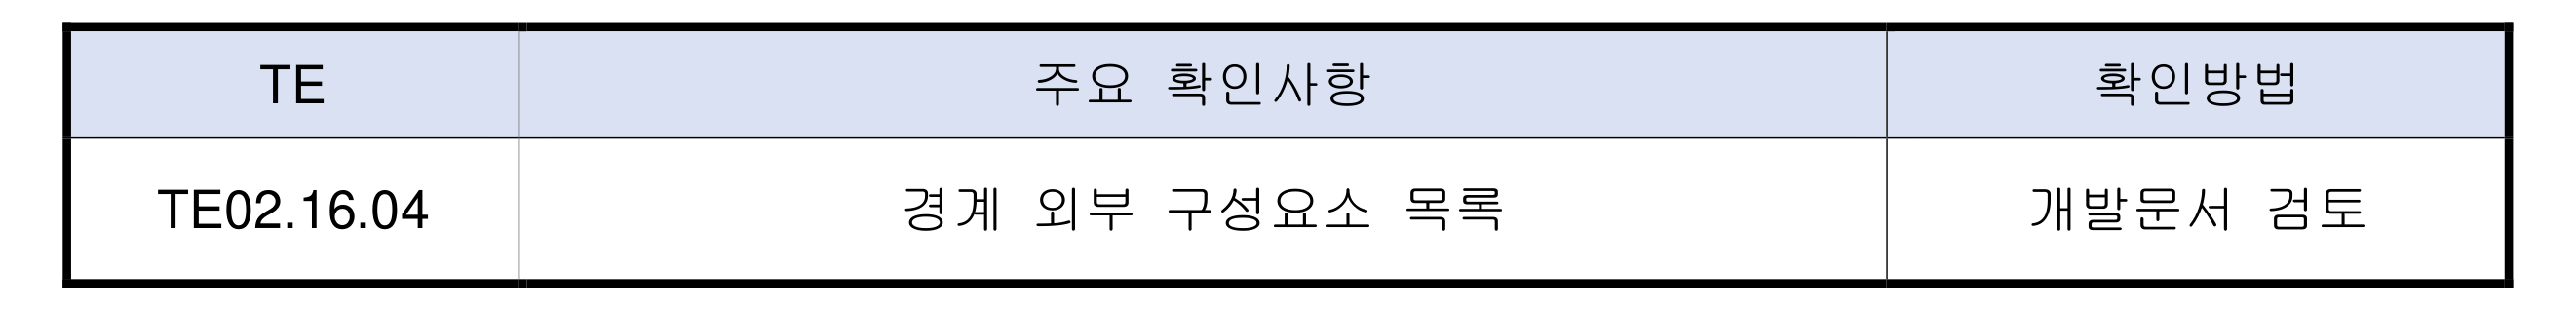 TE 주요 확인사항 확인방법
TE02.16.04 경계 외부 구성요소 목록 개발문서 검토